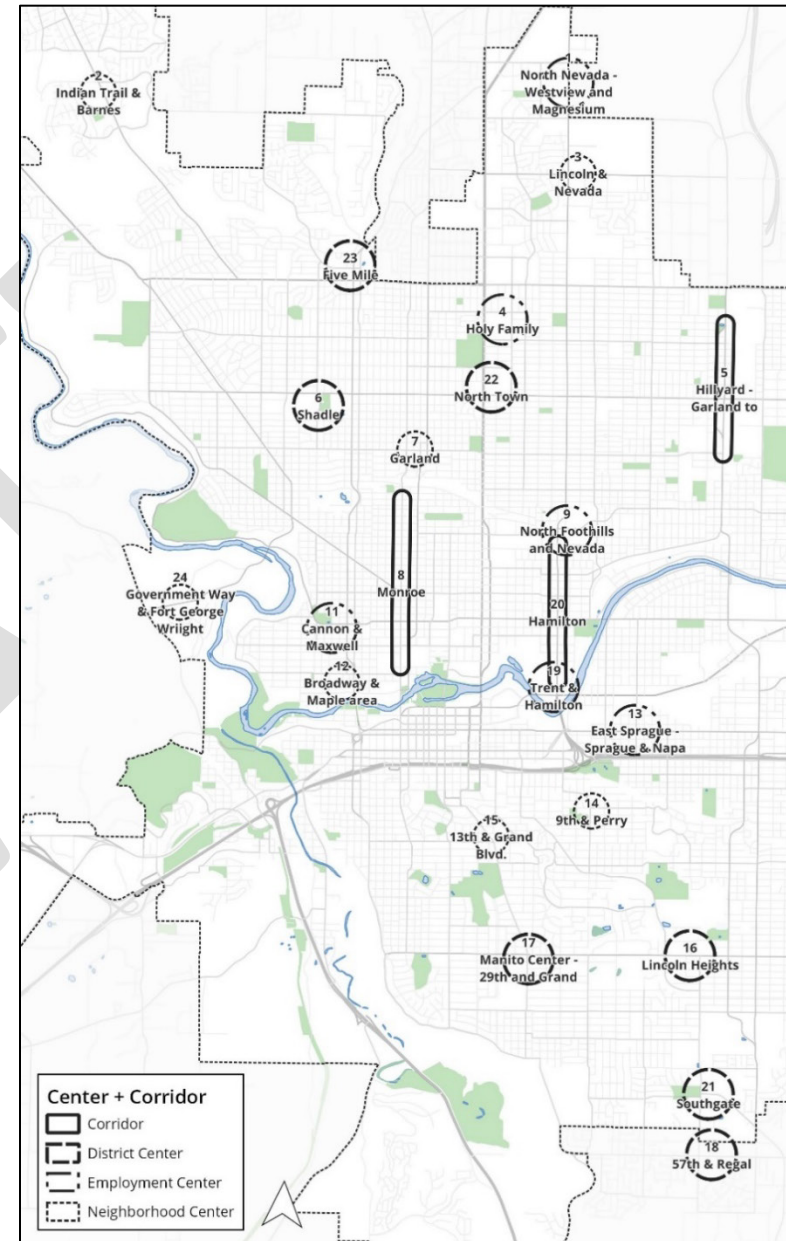 1
North Nevada -
Westview and
Magnesium
2
Indian Trail &
Barnes
3
Lincoln &
Nevada
23
Five Mile
4
Holy Family
22
North Town
5
Hillyard -
Garland to
6
Shadle
7
Garland
9
North Foothills
and Nevada
8
Monroe
24
Government Way
& Fort George
Wriight
20
Hamilton
11
Cannon &
Maxwell
12
Broadway &
Maple area
19
Trent &
Hamilton
13
East Sprague -
Sprague & Napa
14
9th & Perry
15
13th & Grand
Blvd.
17
Manito Center -
29th and Grand
16
Lincoln Heights
21
Southgate
18
57th & Regal
Center + Corridor
Corridor
District Center
Employment Center
Neighborhood Center